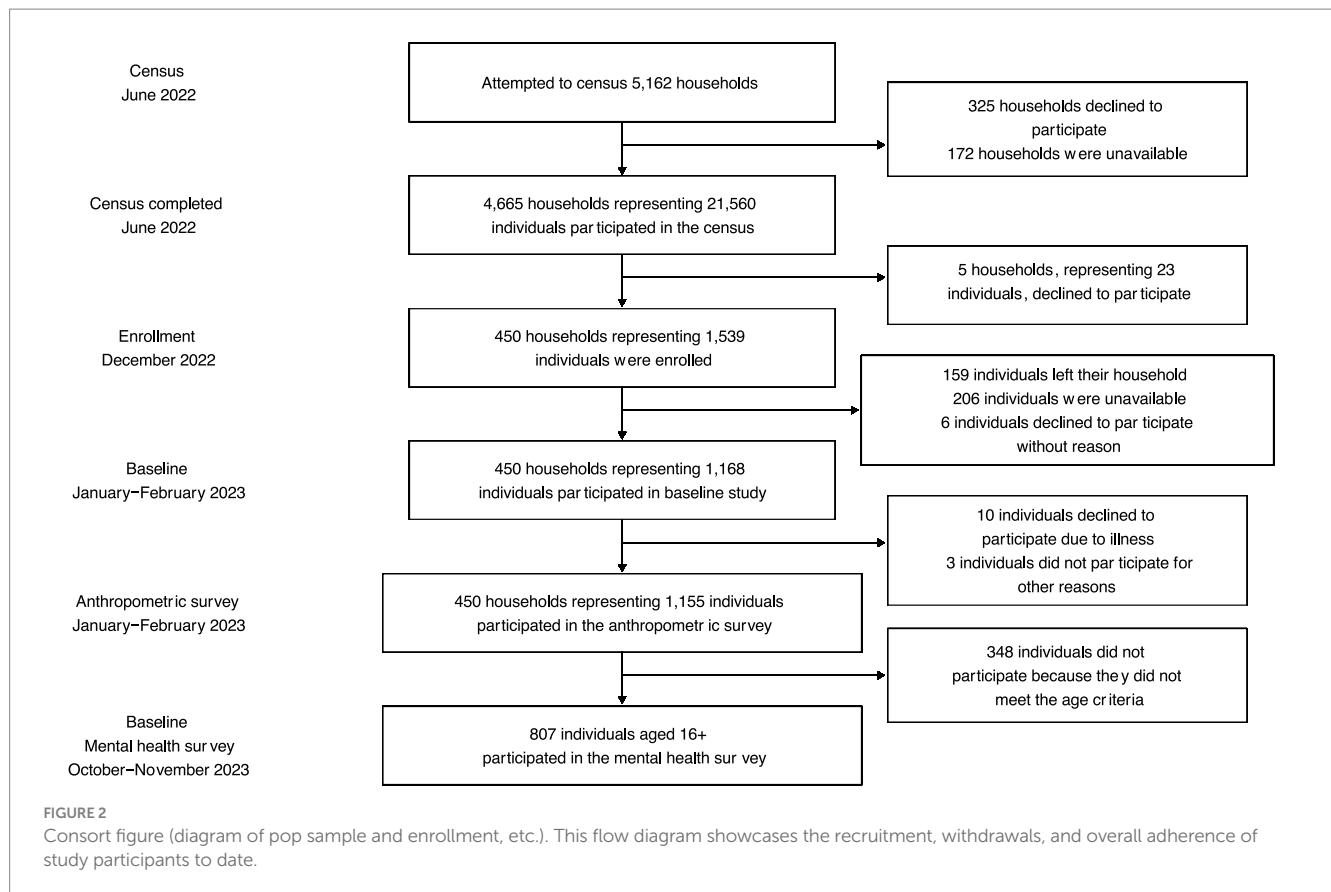 Census
June 2022
Attempted to census 5,162 households
325 households declined to
participate
172 households were unavailable
Census completed
June 2022
4,665 households representing 21,560
individuals participated in the census
5 households, representing 23
individuals, declined to participate
Enrollment
December 2022
450 households representing 1,539
individuals were enrolled
159 individuals left their household
206 individuals were unavailable
6 individuals declined to participate
without reason
Baseline
January–February 2023
450 households representing 1,168
individuals participated in baseline study
10 individuals declined to
participate due to illness
3 individuals did not participate for
other reasons
Anthropometric survey
January–February 2023
450 households representing 1,155 individuals
participated in the anthropometric survey
348 individuals did not
participate because they did not
meet the age criteria
Baseline
Mental health survey
October–November 2023
807 individuals aged 16+
participated in the mental health survey
FIGURE 2
Consort figure (diagram of pop sample and enrollment, etc.). This flow diagram showcases the recruitment, withdrawals, and overall adherence of
study participants to date.